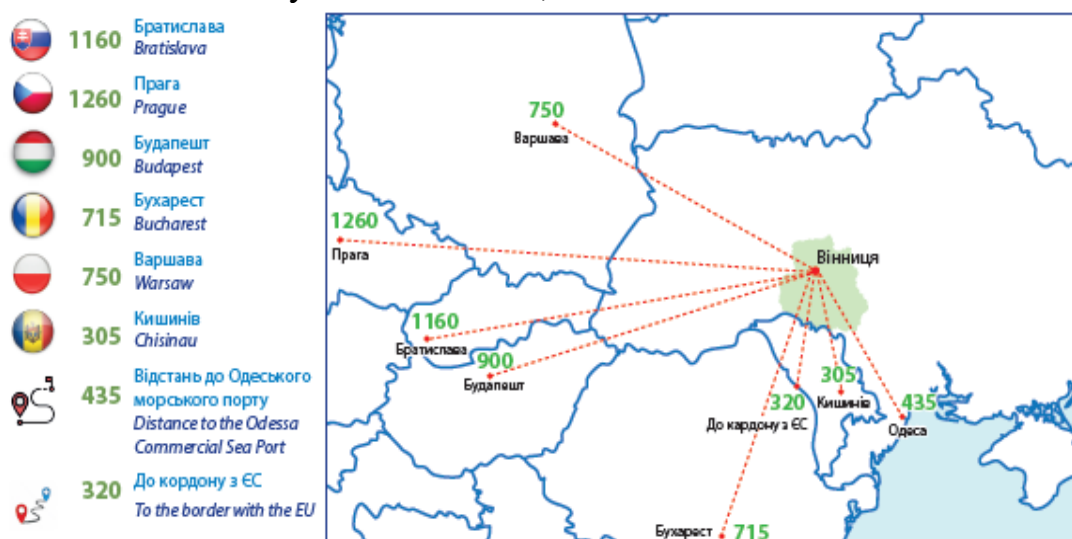 1160
Братислава
Bratislava
1260
Прага
Prague
900
Будапешт
Budapest
715
Бухарест
Bucharest
750
Варшава
Warsaw
305
Кишинів
Chisinau
435
Відстань до Одеського
морського порту
Distance to the Odessa
Commercial Sea Port
320
До кордону з ЄС
To the border with the EU
750
Варшава
1260
Прага
Вінниця
1160
Братислава
900
Будапешт
305
Кишинів
320
До кардону з ЄС
435
Одеса
Бухарест
715